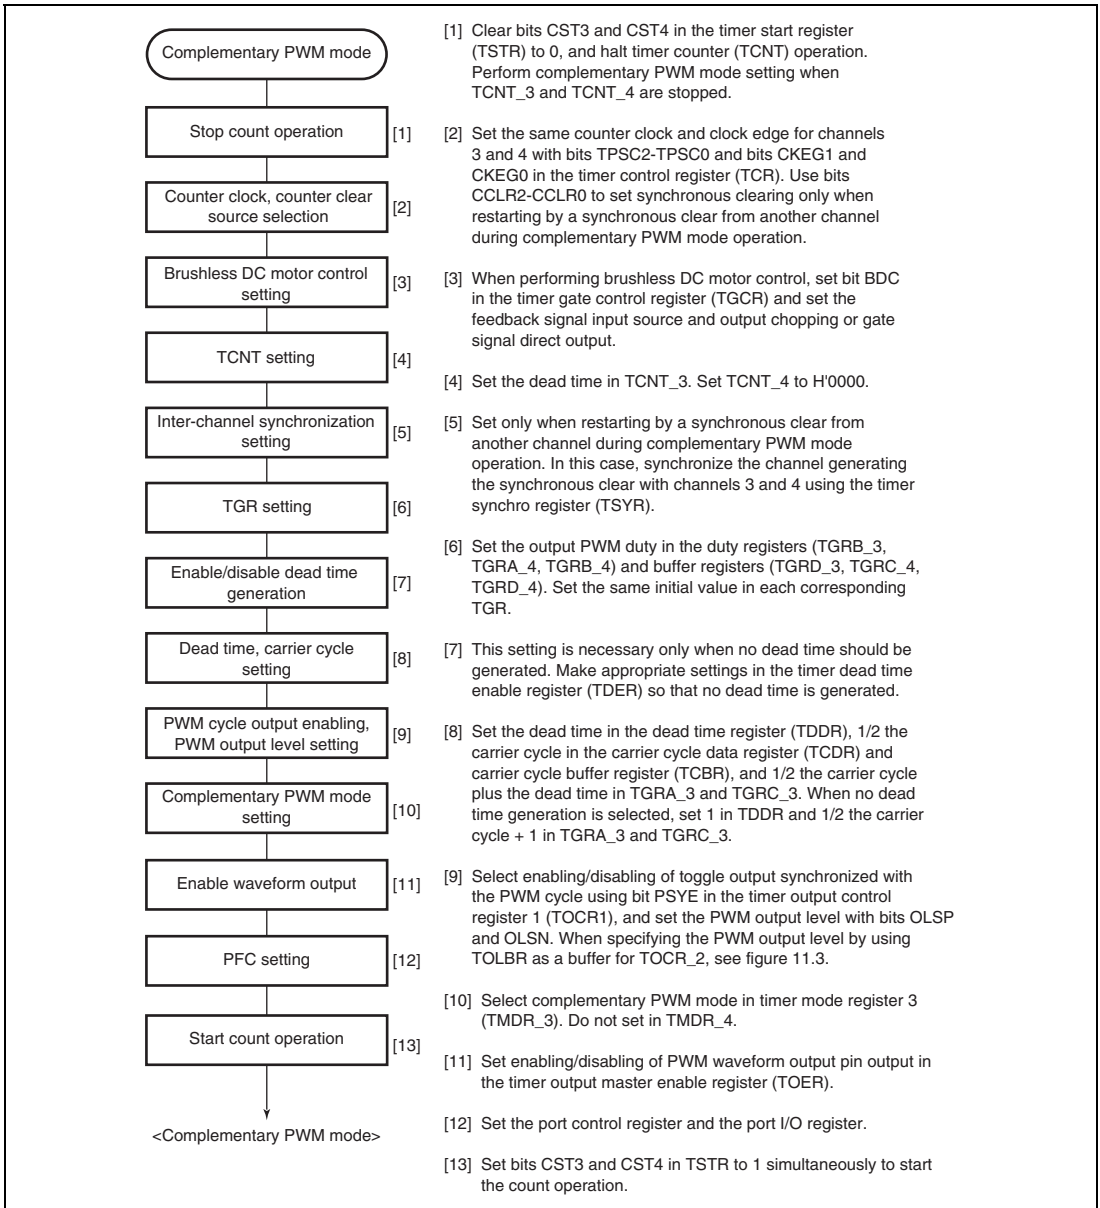 Complementary PWM mode
Stop count operation
[1]
Counter clock, counter clear
source selection
[2]
Brushless DC motor control
setting
[3]
TCNT setting
[4]
Inter-channel synchronization
setting
[5]
TGR setting
[6]
Enable/disable dead time
generation
[7]
Dead time, carrier cycle
setting
[8]
PWM cycle output enabling,
PWM output level setting
[9]
Complementary PWM mode
setting
[10]
Enable waveform output
[11]
PFC setting
[12]
Start count operation
[13]
<Complementary PWM mode>
[1] Clear bits CST3 and CST4 in the timer start register
(TSTR) to 0, and halt timer counter (TCNT) operation.
Perform complementary PWM mode setting when
TCNT_3 and TCNT_4 are stopped.
[2] Set the same counter clock and clock edge for channels
3 and 4 with bits TPSC2-TPSC0 and bits CKEG1 and
CKEG0 in the timer control register (TCR). Use bits
CCLR2-CCLR0 to set synchronous clearing only when
restarting by a synchronous clear from another channel
during complementary PWM mode operation.
[3] When performing brushless DC motor control, set bit BDC
in the timer gate control register (TGCR) and set the
feedback signal input source and output chopping or gate
signal direct output.
[4] Set the dead time in TCNT_3. Set TCNT_4 to H'0000.
[5] Set only when restarting by a synchronous clear from
another channel during complementary PWM mode
operation. In this case, synchronize the channel generating
the synchronous clear with channels 3 and 4 using the timer
synchro register (TSYR).
[6] Set the output PWM duty in the duty registers (TGRB_3,
TGRA_4, TGRB_4) and buffer registers (TGRD_3, TGRC_4,
TGRD_4). Set the same initial value in each corresponding
TGR.
[7] This setting is necessary only when no dead time should be
generated. Make appropriate settings in the timer dead time
enable register (TDER) so that no dead time is generated.
[8] Set the dead time in the dead time register (TDDR), 1/2 the
carrier cycle in the carrier cycle data register (TCDR) and
carrier cycle buffer register (TCBR), and 1/2 the carrier cycle
plus the dead time in TGRA_3 and TGRC_3. When no dead
time generation is selected, set 1 in TDDR and 1/2 the carrier
cycle + 1 in TGRA_3 and TGRC_3.
[9] Select enabling/disabling of toggle output synchronized with
the PWM cycle using bit PSYE in the timer output control
register 1 (TOCR1), and set the PWM output level with bits OLSP
and OLSN. When specifying the PWM output level by using
TOLBR as a buffer for TOCR_2, see figure 11.3.
[10] Select complementary PWM mode in timer mode register 3
(TMDR_3). Do not set in TMDR_4.
[11] Set enabling/disabling of PWM waveform output pin output in
the timer output master enable register (TOER).
[12] Set the port control register and the port I/O register.
[13] Set bits CST3 and CST4 in TSTR to 1 simultaneously to start
the count operation.